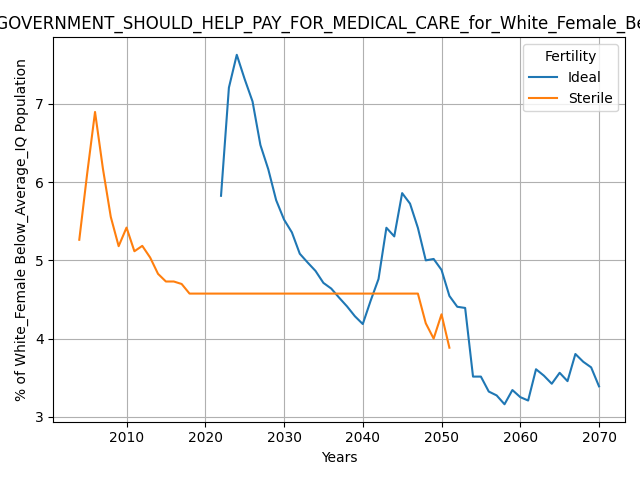 GOVERNMENT_SHOULD_HELP_PAY_FOR_MEDICAL_CARE_for_White_Female_Be
Fertility
Ideal
Sterile
% of White_Female Below_Average_IQ Population
7
6
5
4
3
2010 2020 2030 2040 2050 2060 2070
Years